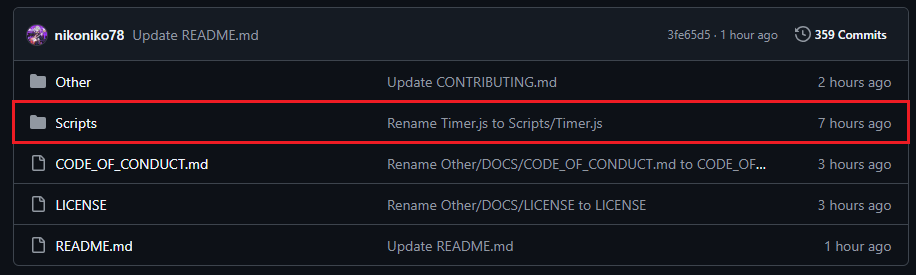 nikoniko78 Update README.md 3fe65d5 · 1 hour ago 359 Commits
Other Update CONTRIBUTING.md 2 hours ago
Scripts Rename Timer.js to Scripts/Timer.js 7 hours ago
CODE_OF_CONDUCT.md Rename Other/DOCS/CODE_OF_CONDUCT.md to CODE_OF... 3 hours ago
LICENSE Rename Other/DOCS/LICENSE to LICENSE 3 hours ago
README.md Update README.md 1 hour ago